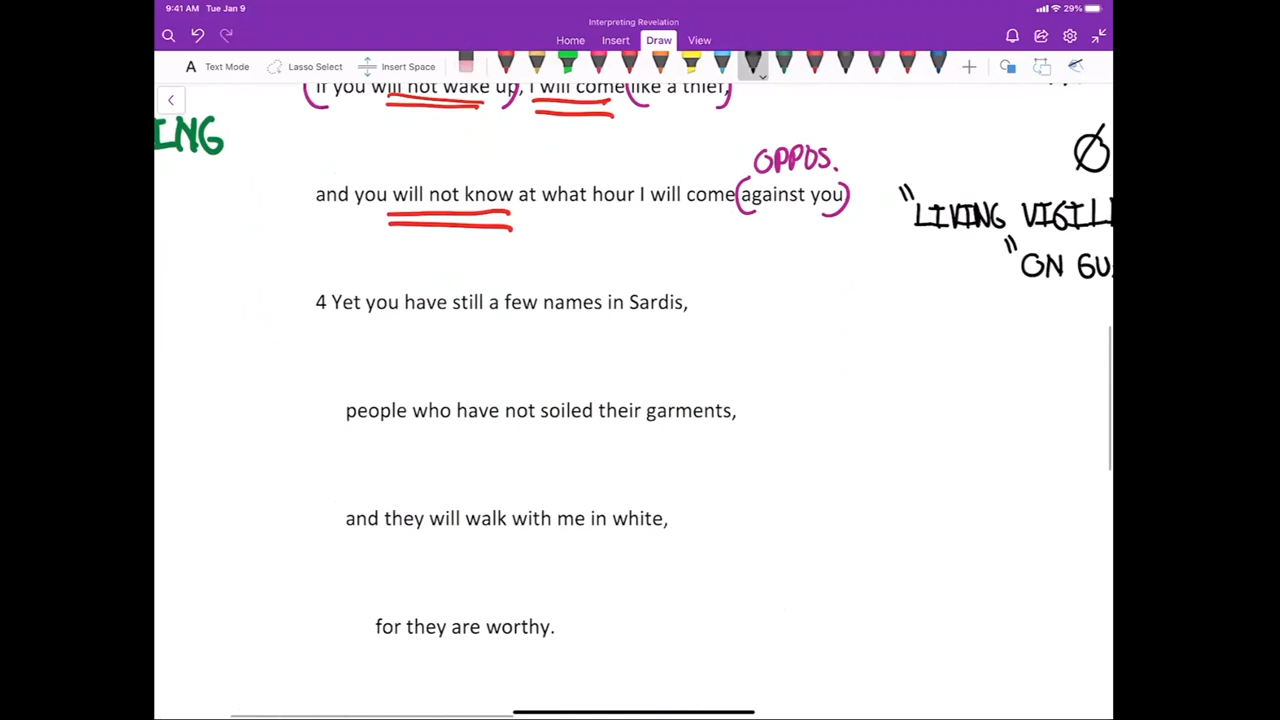 9:41 AM Tue Jan 9
29%
Interpreting Revelation
Home Insert Draw View
Text Mode Lasso Select Insert Space
If you will not wake up, I will come like a thief,
ING
OPPOS.
and you will not know at what hour I will come against you
Ø
"LIVING VIGIL
"ON GU
4 Yet you have still a few names in Sardis,
people who have not soiled their garments,
and they will walk with me in white,
for they are worthy.